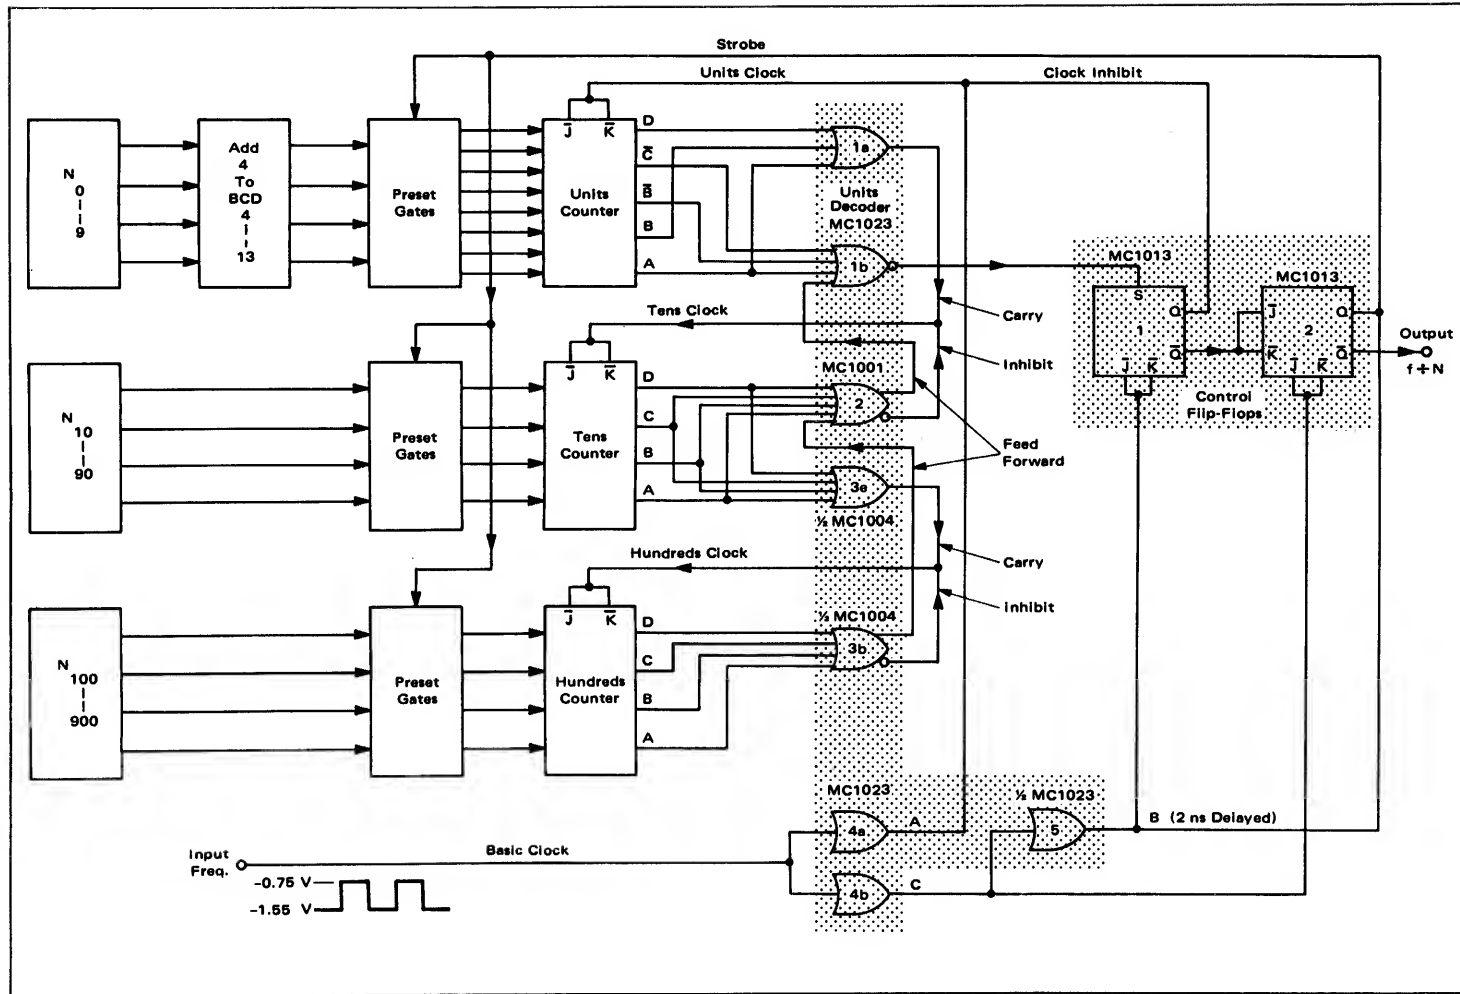 Strobe
Units Clock
Clock Inhibit
N
0
9
Add
4
To
BCD
4
13
Preset
Gates
J̅ K̅
Units
Counter
D
C̅
B̅
B
A
1a
Units
Decoder
MC1023
1b
Carry
Inhibit
Tens Clock
MC1013
S
Q
1
Q̅
J̅ K̅
MC1013
J̅
Q
2
K̅
Q̅
J̅ K̅
Control
Flip-Flops
Output
f÷N
N
10
90
Preset
Gates
J̅ K̅
Tens
Counter
D
C
B
A
MC1001
2
3e
½ MC1004
Feed
Forward
Carry
inhibit
Hundreds Clock
N
100
900
Preset
Gates
J̅ K̅
Hundreds
Counter
D
C
B
A
½ MC1004
3b
MC1023
4a
A
4b
C
½ MC1023
5
B (2 ns Delayed)
Input
Freq.
Basic Clock
-0.75 V
-1.55 V